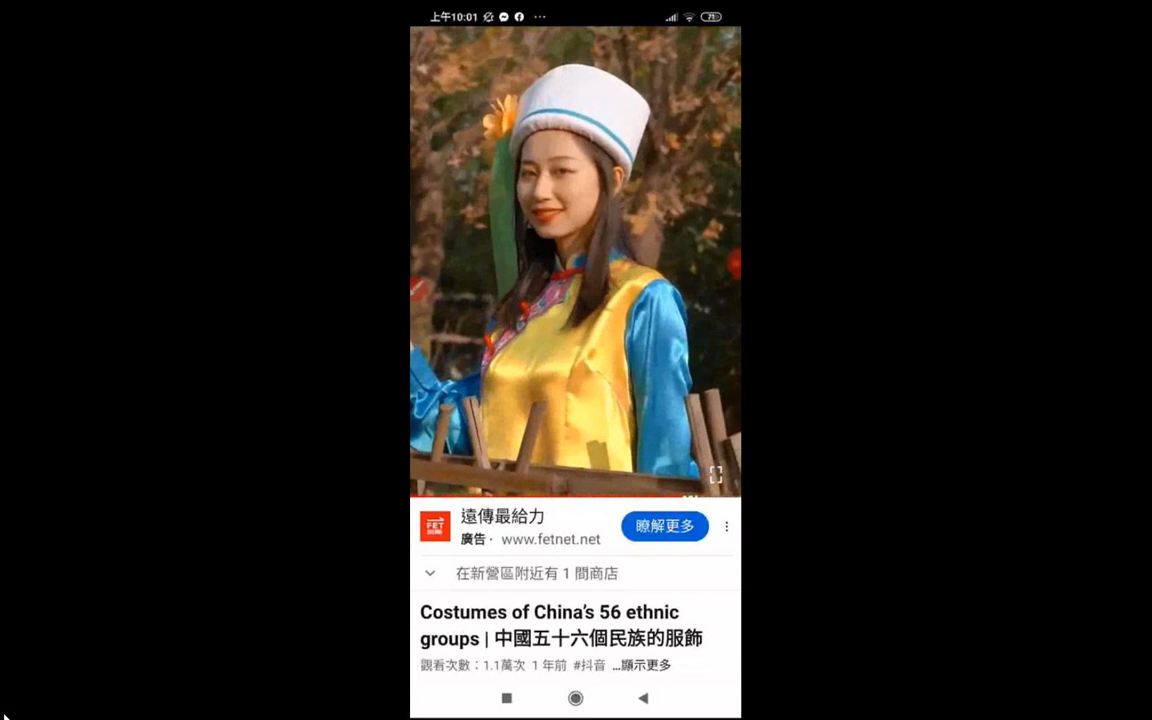 上午10:01
71
遠傳最給力
FET
廣告 · www.fetnet.net
瞭解更多
在新營區附近有 1 間商店
Costumes of China's 56 ethnic
groups | 中國五十六個民族的服飾
觀看次數：1.1萬次 1 年前 #抖音 ...顯示更多